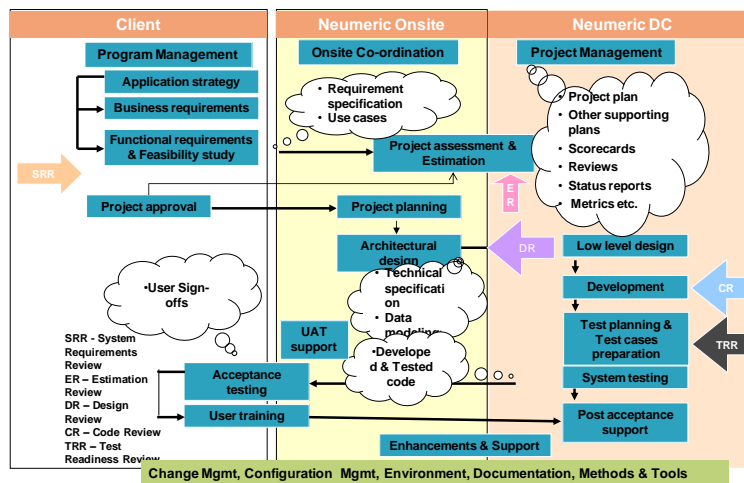 Client
Neumeric Onsite
Neumeric DC
Program Management
Application strategy
Business requirements
Functional requirements
& Feasibility study
SRR
Project approval
•User Sign-
offs
SRR - System
Requirements
Review
ER – Estimation
Review
DR – Design
Review
CR – Code Review
TRR – Test
Readiness Review
Acceptance
testing
User training
Onsite Co-ordination
• Requirement
specification
• Use cases
Project assessment &
Estimation
Project planning
Architectural
design
• Technical
specificati
on
• Data
modeling
UAT
support
•Develope
d & Tested
code
Enhancements & Support
Project Management
• Project plan
• Other supporting
plans
• Scorecards
• Reviews
• Status reports
• Metrics etc.
E
R
DR
Low level design
Development
CR
Test planning &
Test cases
preparation
TRR
System testing
Post acceptance
support
Change Mgmt, Configuration Mgmt, Environment, Documentation, Methods & Tools